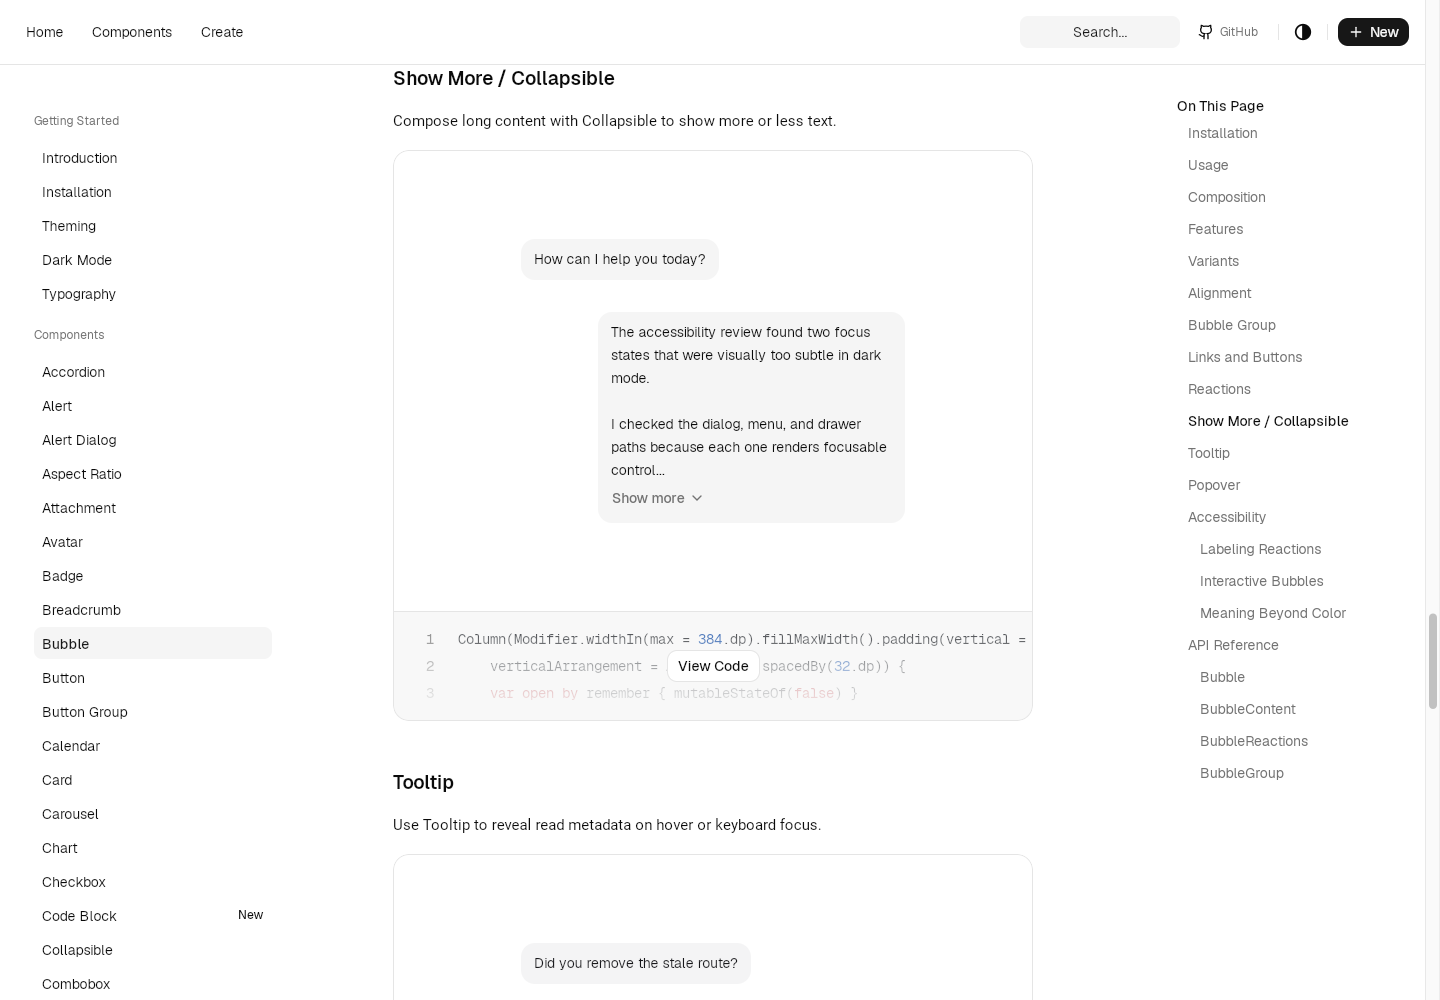 Home
Components
Create
Search...
GitHub
New
Getting Started
Introduction
Installation
Theming
Dark Mode
Typography
Components
Accordion
Alert
Alert Dialog
Aspect Ratio
Attachment
Avatar
Badge
Breadcrumb
Bubble
Button
Button Group
Calendar
Card
Carousel
Chart
Checkbox
Code Block
New
Collapsible
Combobox
Show More / Collapsible
Compose long content with Collapsible to show more or less text.
How can I help you today?
The accessibility review found two focus
states that were visually too subtle in dark
mode.
I checked the dialog, menu, and drawer
paths because each one renders focusable
control...
Show more
1 Column(Modifier.widthIn(max = 384.dp).fillMaxWidth().padding(vertical =
2 verticalArrangement = spacedBy(32.dp)) {
View Code
3 var open by remember { mutableStateOf(false) }
Tooltip
Use Tooltip to reveal read metadata on hover or keyboard focus.
Did you remove the stale route?
On This Page
Installation
Usage
Composition
Features
Variants
Alignment
Bubble Group
Links and Buttons
Reactions
Show More / Collapsible
Tooltip
Popover
Accessibility
Labeling Reactions
Interactive Bubbles
Meaning Beyond Color
API Reference
Bubble
BubbleContent
BubbleReactions
BubbleGroup